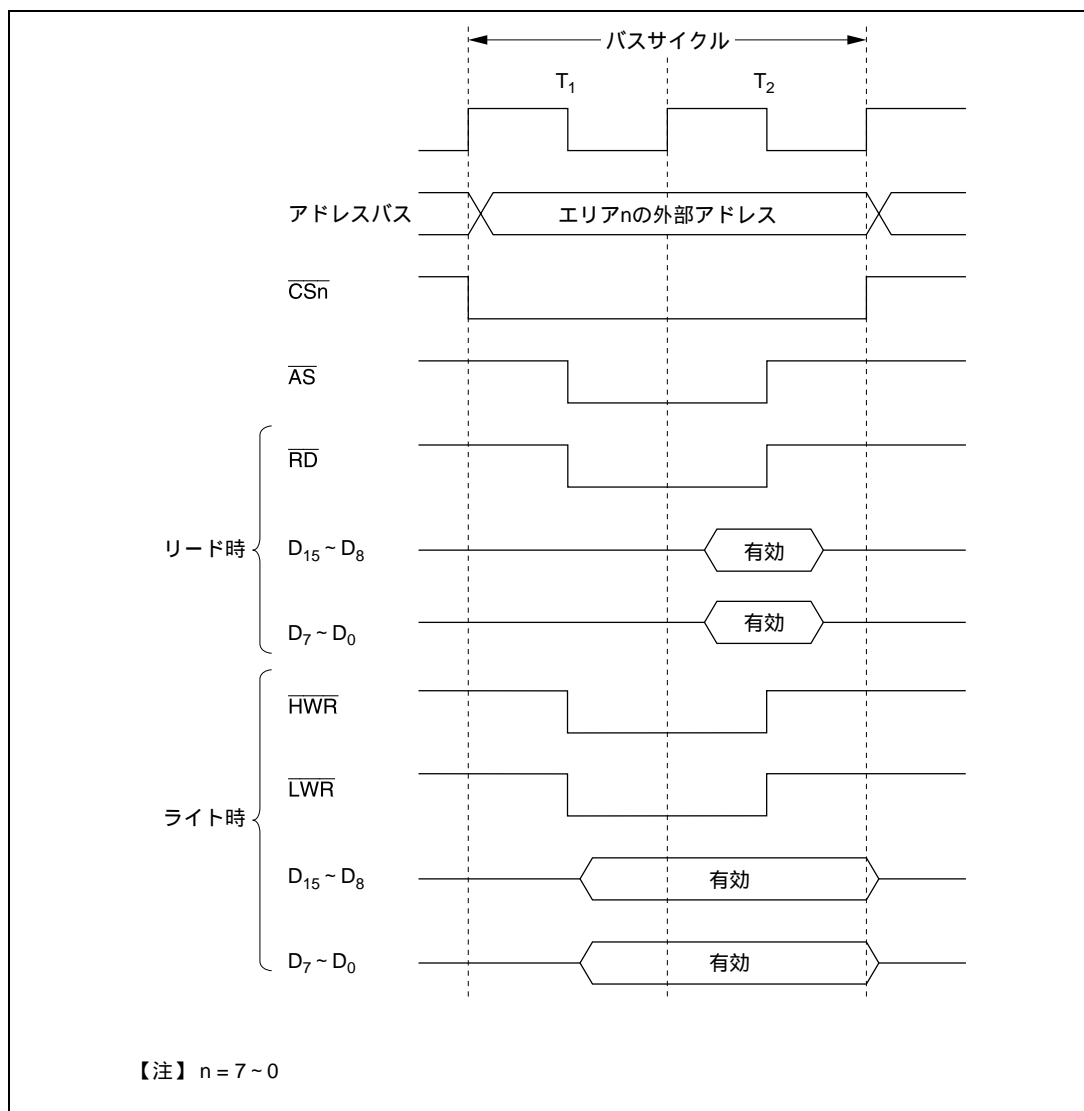 バスサイクル
T1 T2
アドレスバス エリアnの外部アドレス
CSn
AS
リード時
RD
D15 ~ D8 有効
D7 ~ D0 有効
ライト時
HWR
LWR
D15 ~ D8 有効
D7 ~ D0 有効
【注】 n = 7 ~ 0